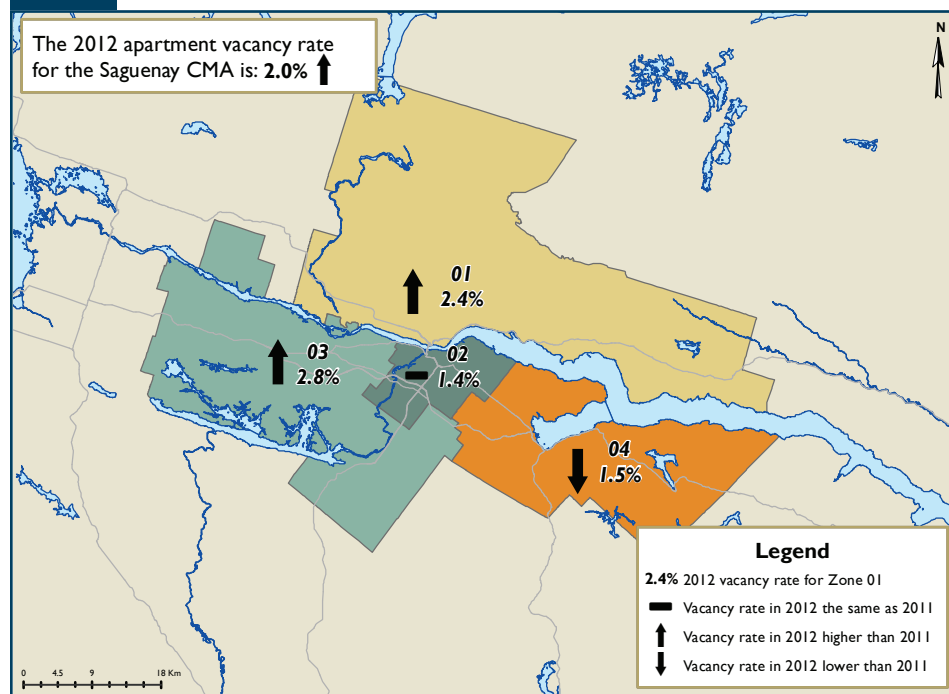 The 2012 apartment vacancy rate
for the Saguenay CMA is: 2.0%
N
01
2.4%
02
1.4%
03
2.8%
04
1.5%
Legend
2.4% 2012 vacancy rate for Zone 01
Vacancy rate in 2012 the same as 2011
Vacancy rate in 2012 higher than 2011
Vacancy rate in 2012 lower than 2011
0 4.5 9 18 Km